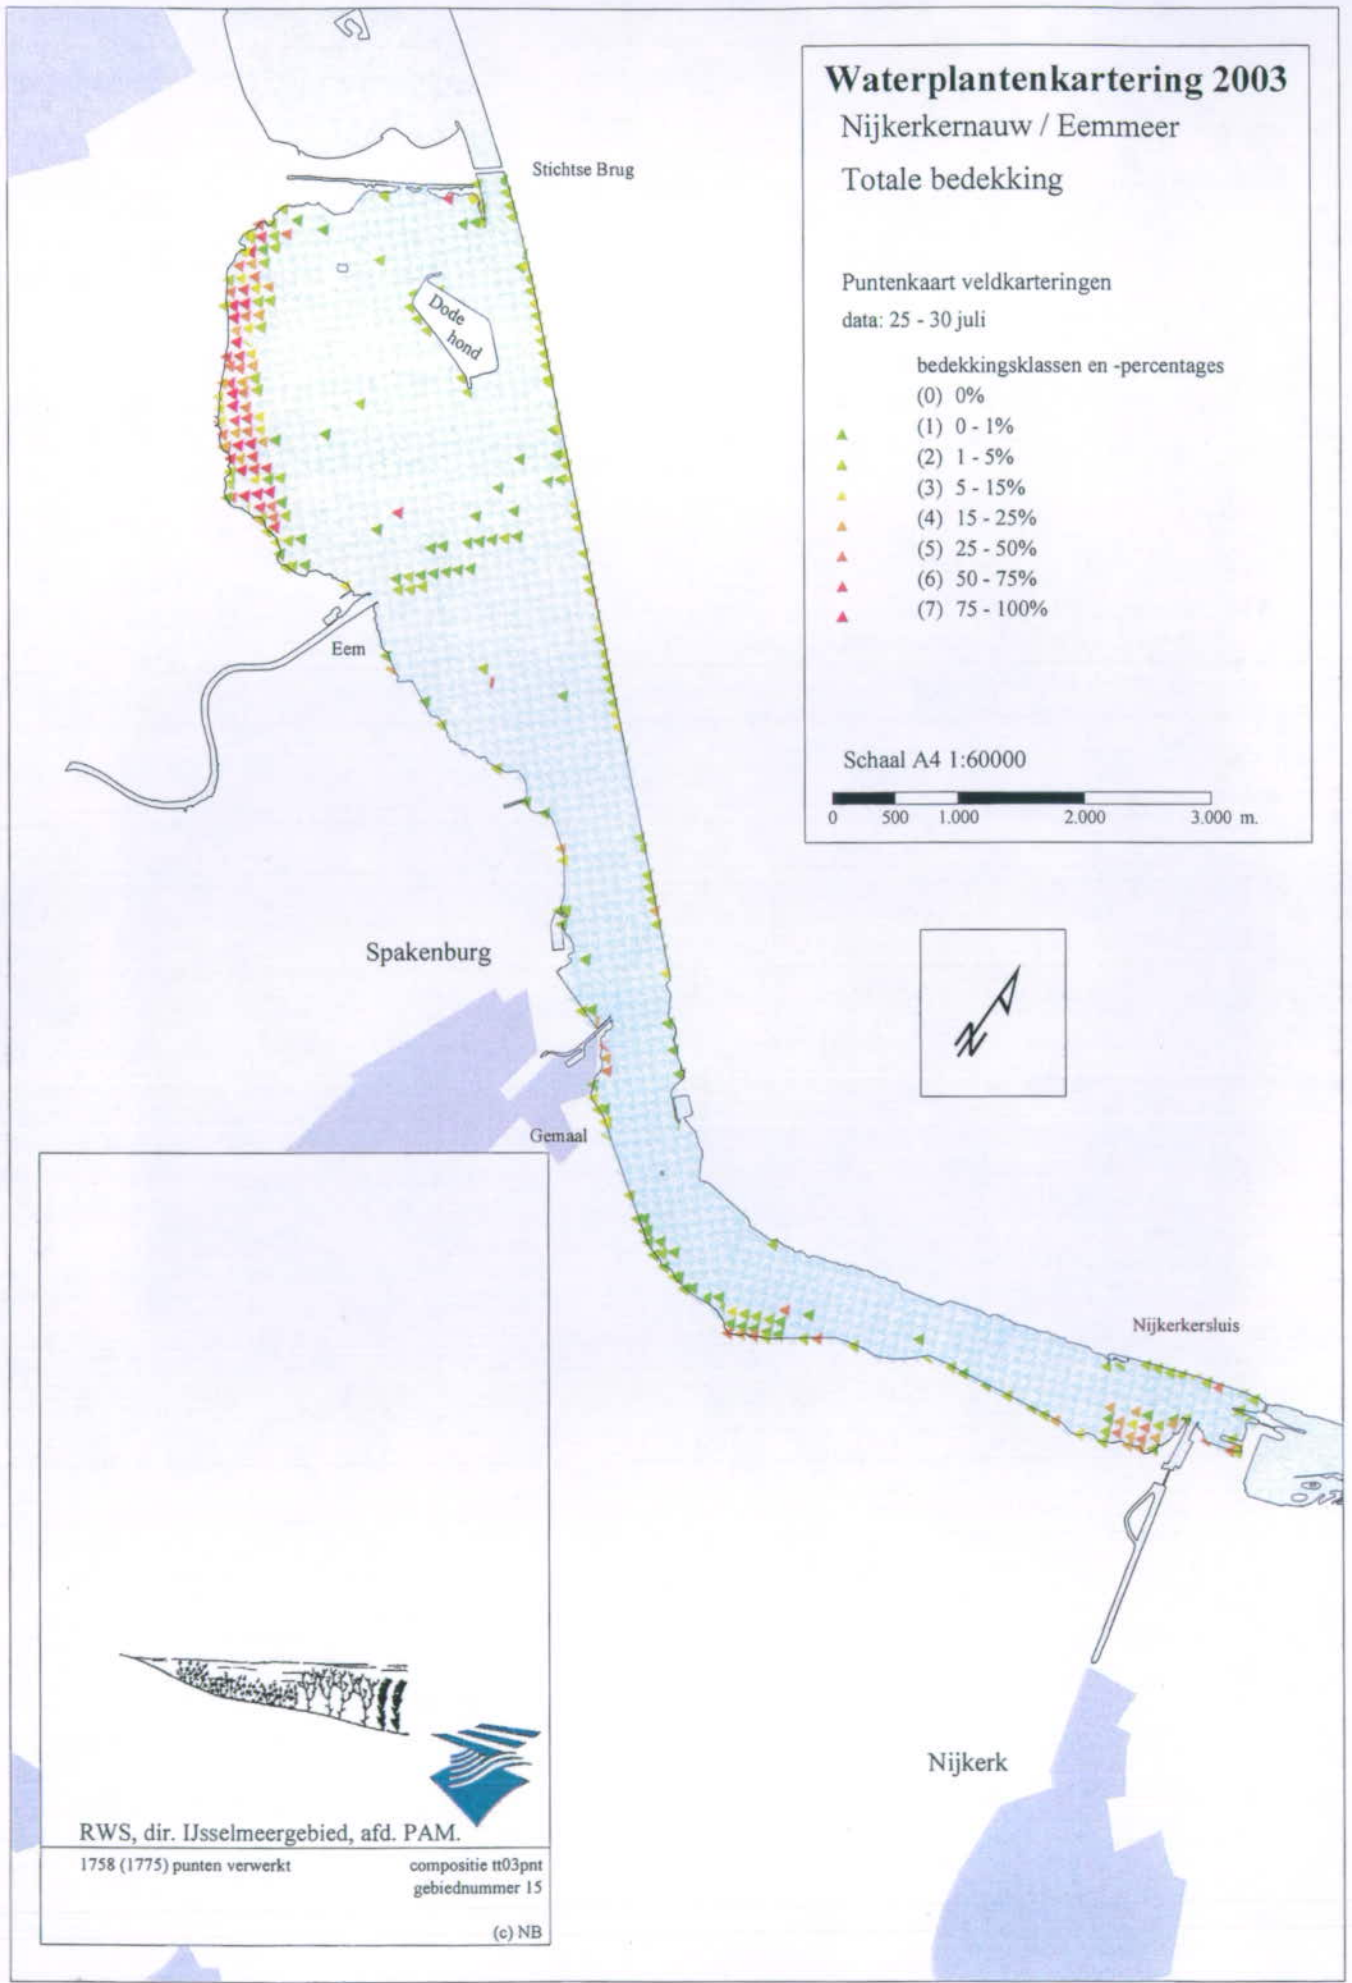 Waterplantenkartering 2003
Nijkerkernauw / Eemmeer
Totale bedekking
Puntenkaart veldkarteringen
data: 25 - 30 juli
bedekkingsklassen en -percentages
(0) 0%
(1) 0 - 1%
(2) 1 - 5%
(3) 5 - 15%
(4) 15 - 25%
(5) 25 - 50%
(6) 50 - 75%
(7) 75 - 100%
Schaal A4 1:60000
0 500 1.000 2.000 3.000 m.
Stichtse Brug
Dode
hond
Eem
Spakenburg
N
Gemaal
Nijkerkersluis
Nijkerk
RWS, dir. IJsselmeergebied, afd. PAM.
1758 (1775) punten verwerkt
compositie tt03pnt
gebiednummer 15
(c) NB